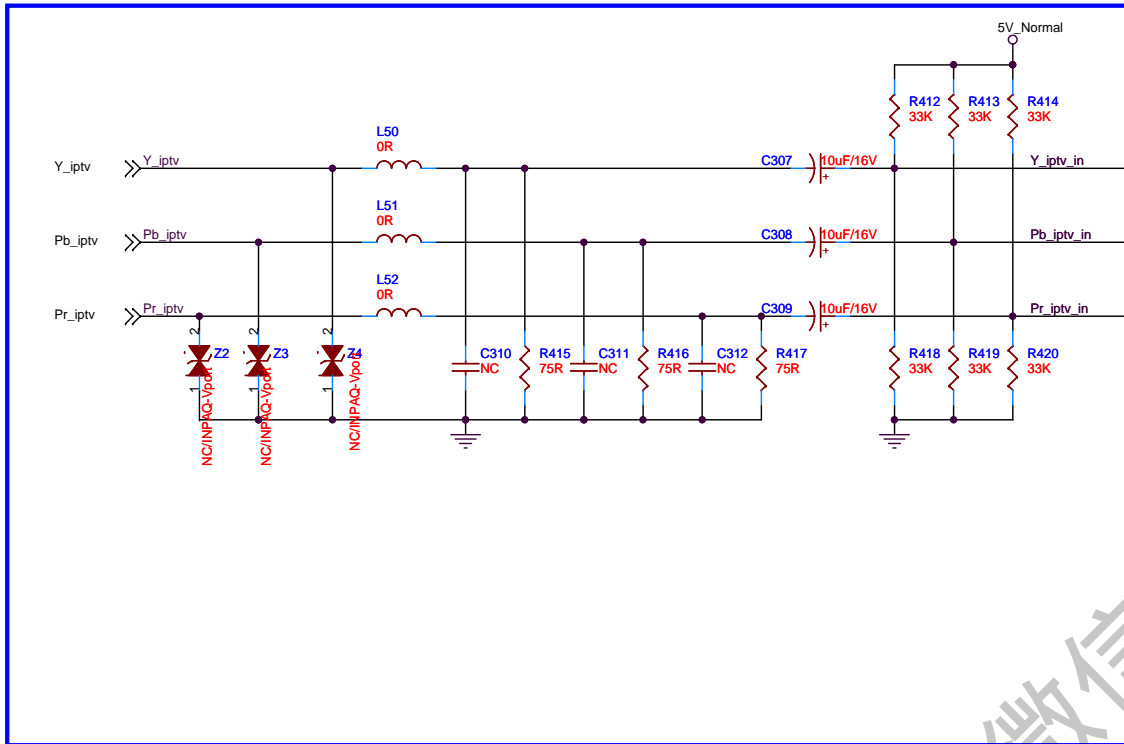 5V_Normal
R412
33K
R413
33K
R414
33K
L50
0R
Y_iptv
Y_iptv
C307
10uF/16V
+
Y_iptv_in
L51
0R
Pb_iptv
Pb_iptv
C308
10uF/16V
+
Pb_iptv_in
L52
0R
Pr_iptv
Pr_iptv
C309
10uF/16V
+
Pr_iptv_in
2
Z2
1
NC/INPAQ-Vport
2
Z3
1
NC/INPAQ-Vport
2
Z4
1
NC/INPAQ-Vport
C310
NC
R415
75R
C311
NC
R416
75R
C312
NC
R417
75R
R418
33K
R419
33K
R420
33K
微信